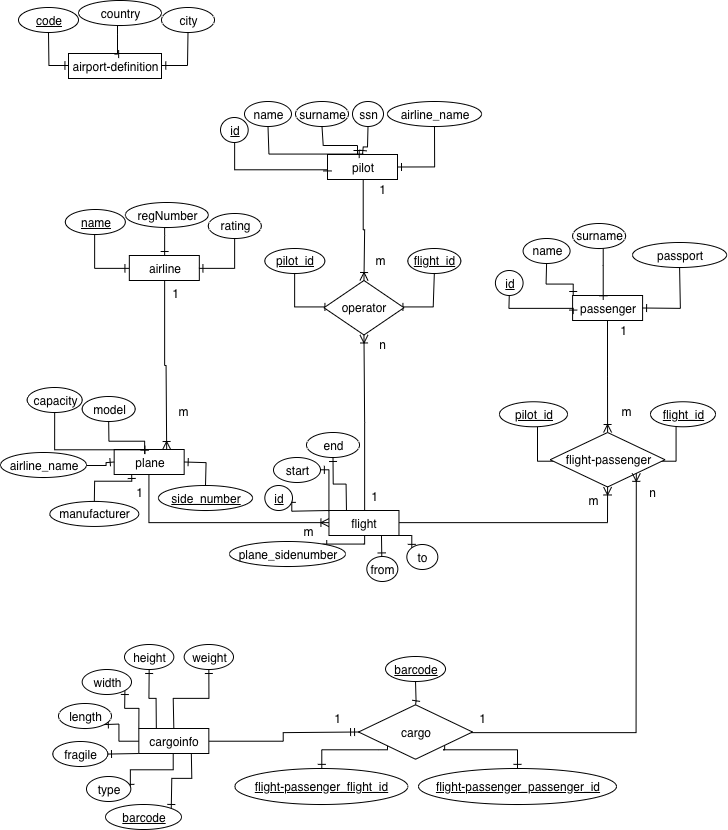 code
country
city
airport-definition
id
name
surname
ssn
airline_name
pilot
1
name
regNumber
rating
airline
1
pilot_id
m
flight_id
operator
n
id
name
surname
passport
passenger
1
capacity
model
m
airline_name
plane
manufacturer
1
side_number
pilot_id
m
flight_id
flight-passenger
m
n
end
start
id
1
flight
m
plane_sidenumber
from
to
height
weight
width
length
fragile
type
barcode
cargoinfo
barcode
1
cargo
1
flight-passenger_flight_id
flight-passenger_passenger_id